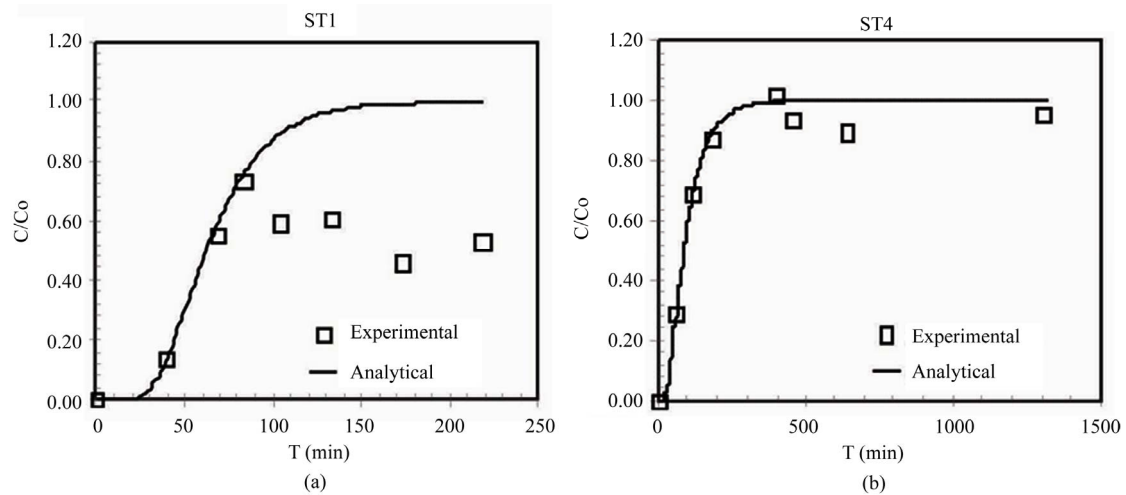 ST1
1.20
1.00
0.80
0.60
0.40
0.20
0.00
C/Co
Experimental
Analytical
0 50 100 150 200 250
T (min)
(a)
ST4
1.20
1.00
0.80
0.60
0.40
0.20
0.00
C/Co
Experimental
Analytical
0 500 1000 1500
T (min)
(b)